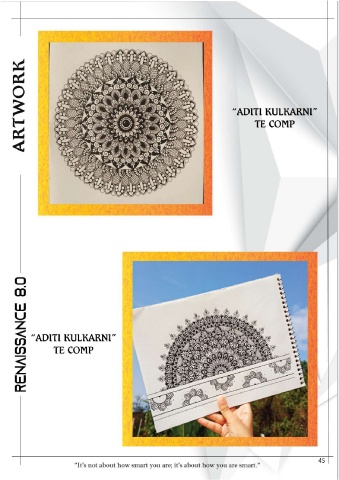 ARTWORK
"ADITI KULKARNI"
TE COMP
RENAISSANCE 8.0
"ADITI KULKARNI"
TE COMP
"It's not about how smart you are; it's about how you are smart."
45